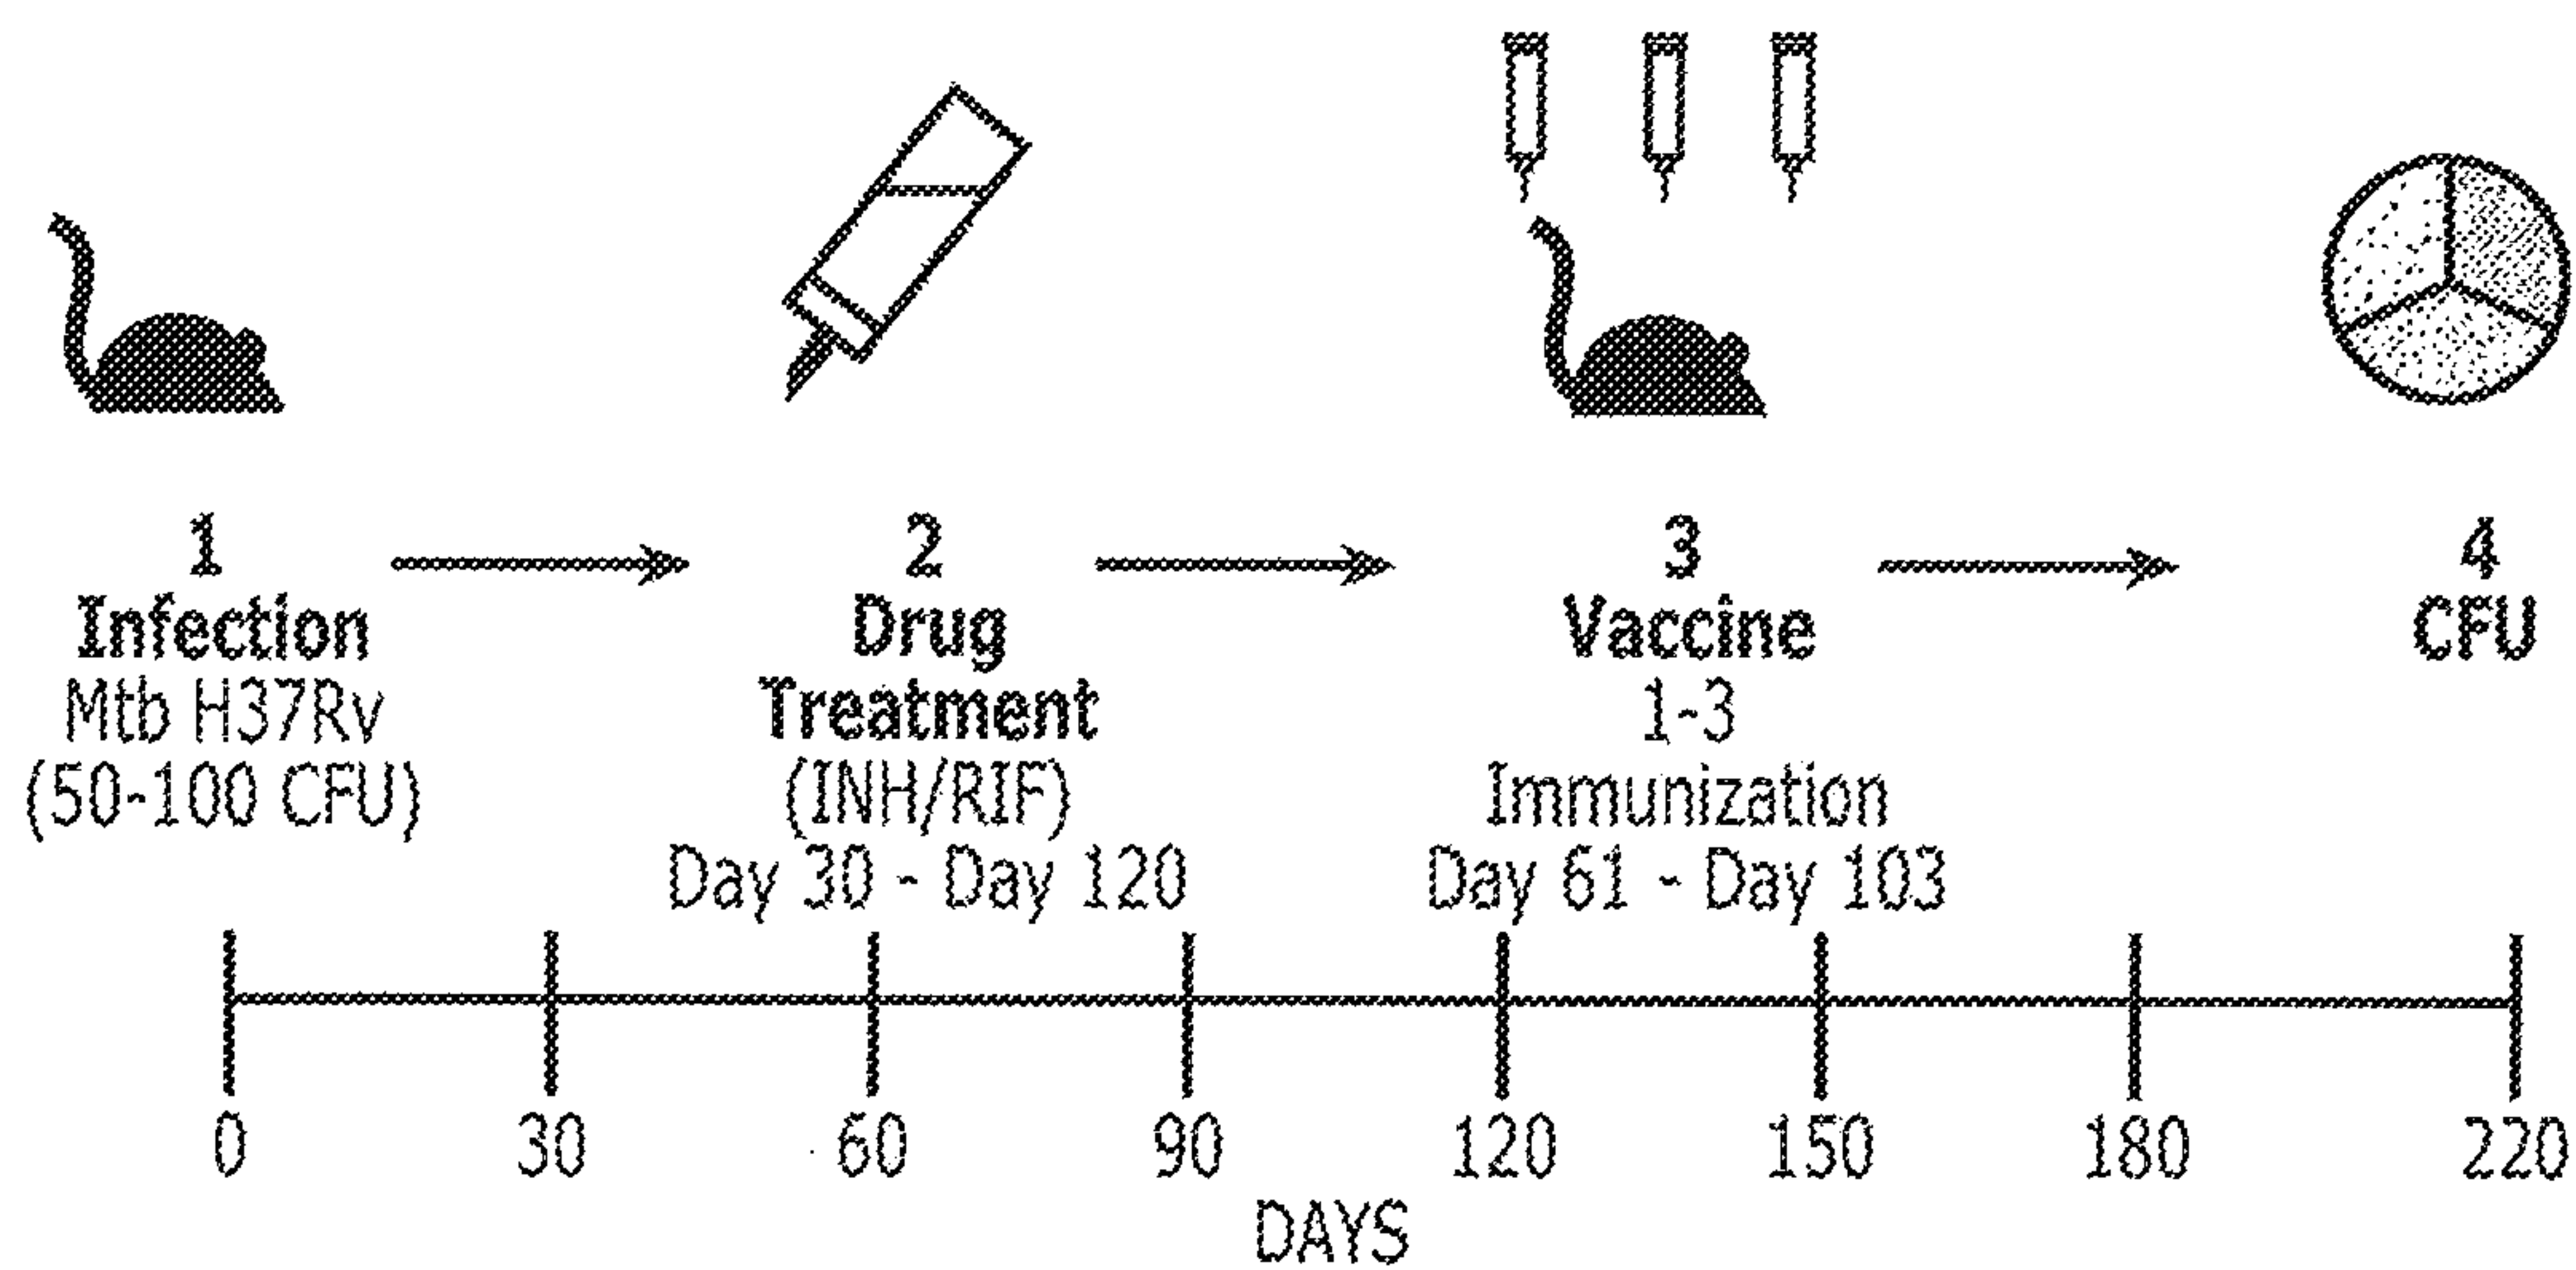 1
Infection
Mtb H37Rv
(50-100 CFU)
2
Drug
Treatment
(INH/RIF)
Day 30 - Day 120
3
Vaccine
1-3
Immunization
Day 61 - Day 103
4
CFU
0 30 60 90 120 150 180 220
DAYS